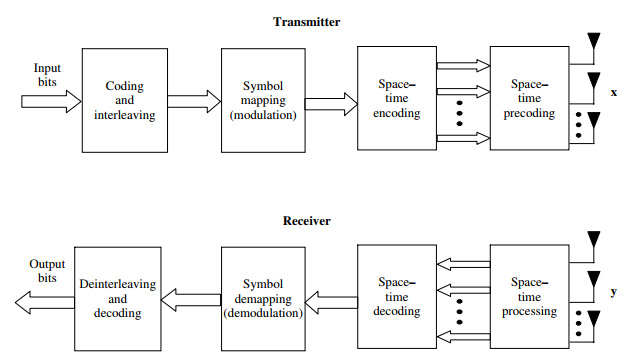 Transmitter
Input
bits
Coding
and
interleaving
Symbol
mapping
(modulation)
Space–
time
encoding
Space–
time
precoding
x
Receiver
Output
bits
Deinterleaving
and
decoding
Symbol
demapping
(demodulation)
Space–
time
decoding
Space–
time
processing
y